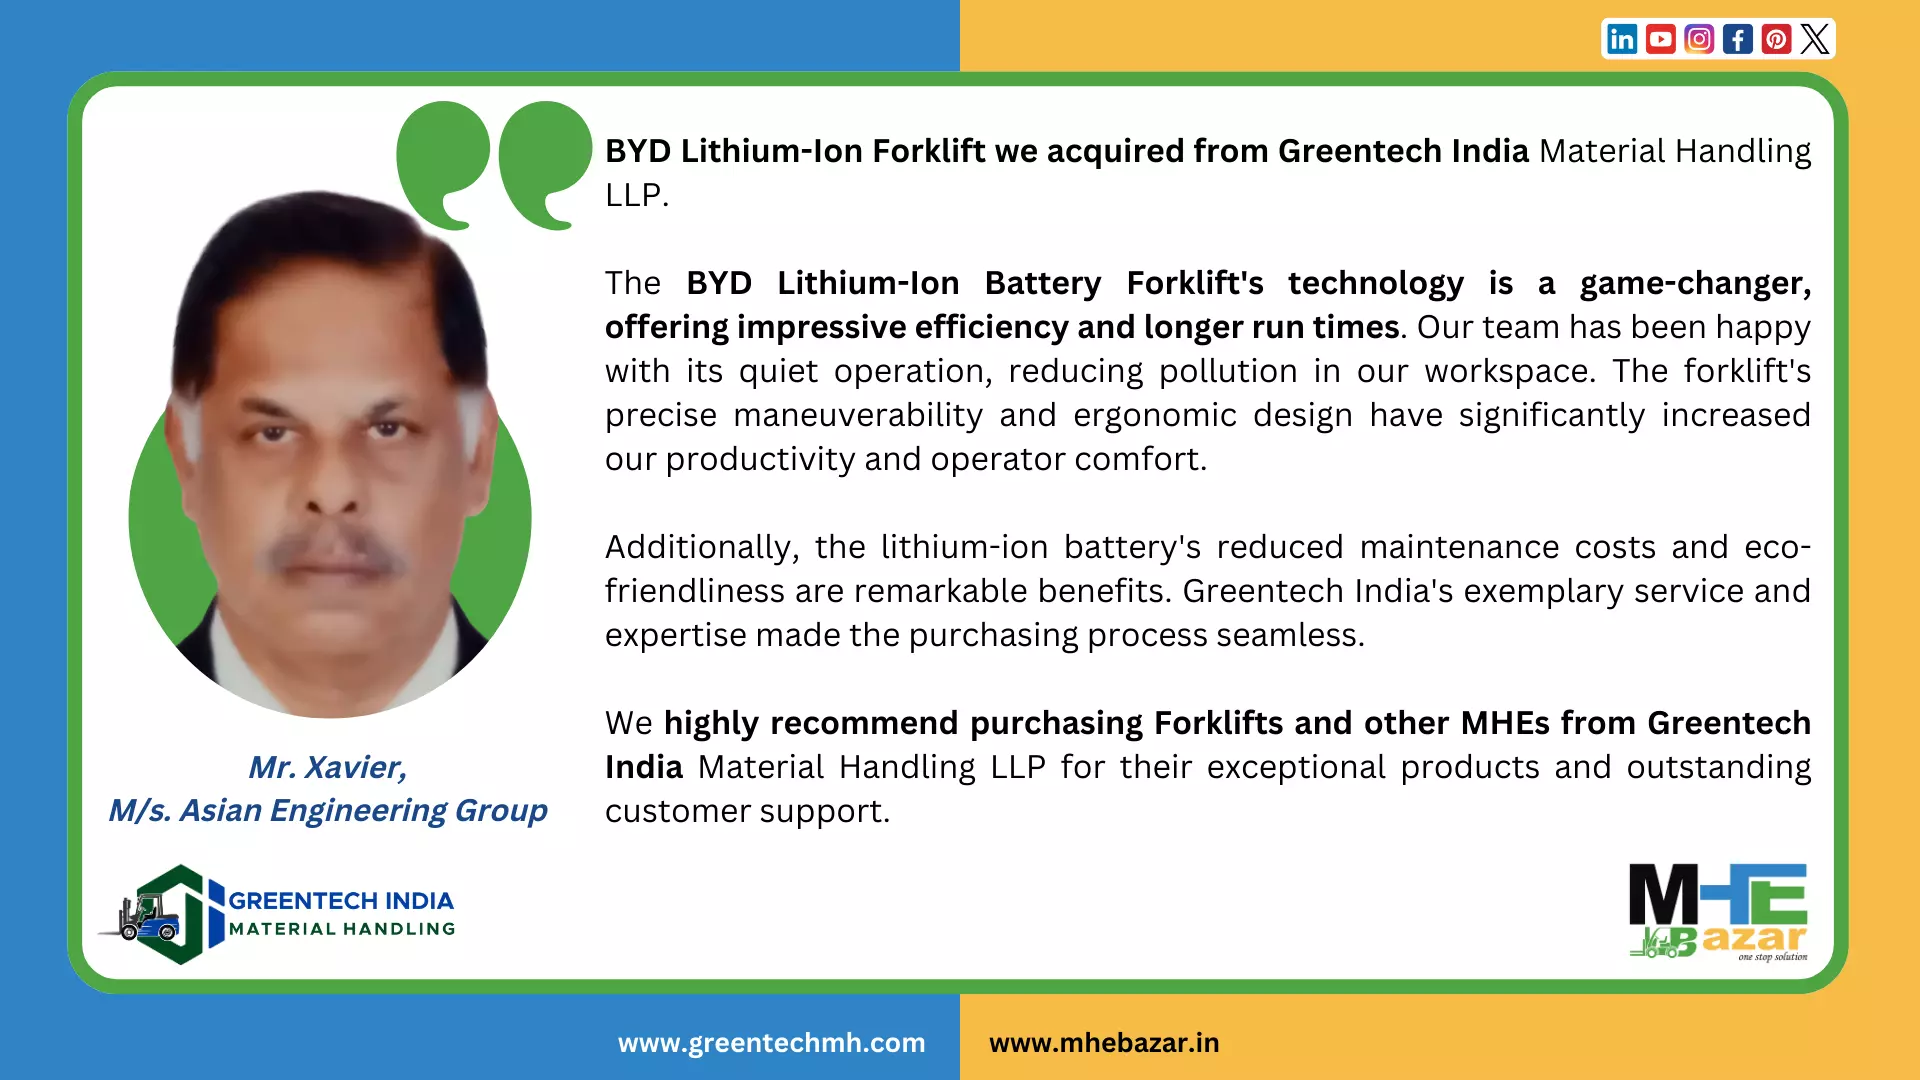 BYD Lithium-Ion Forklift we acquired from Greentech India Material Handling
LLP.
The BYD Lithium-Ion Battery Forklift's technology is a game-changer,
offering impressive efficiency and longer run times. Our team has been happy
with its quiet operation, reducing pollution in our workspace. The forklift's
precise maneuverability and ergonomic design have significantly increased
our productivity and operator comfort.
Additionally, the lithium-ion battery's reduced maintenance costs and eco-
friendliness are remarkable benefits. Greentech India's exemplary service and
expertise made the purchasing process seamless.
We highly recommend purchasing Forklifts and other MHEs from Greentech
India Material Handling LLP for their exceptional products and outstanding
customer support.
Mr. Xavier,
M/s. Asian Engineering Group
GREENTECH INDIA
MATERIAL HANDLING
MHE
Bazar
one stop solution
www.greentechmh.com
www.mhebazar.in